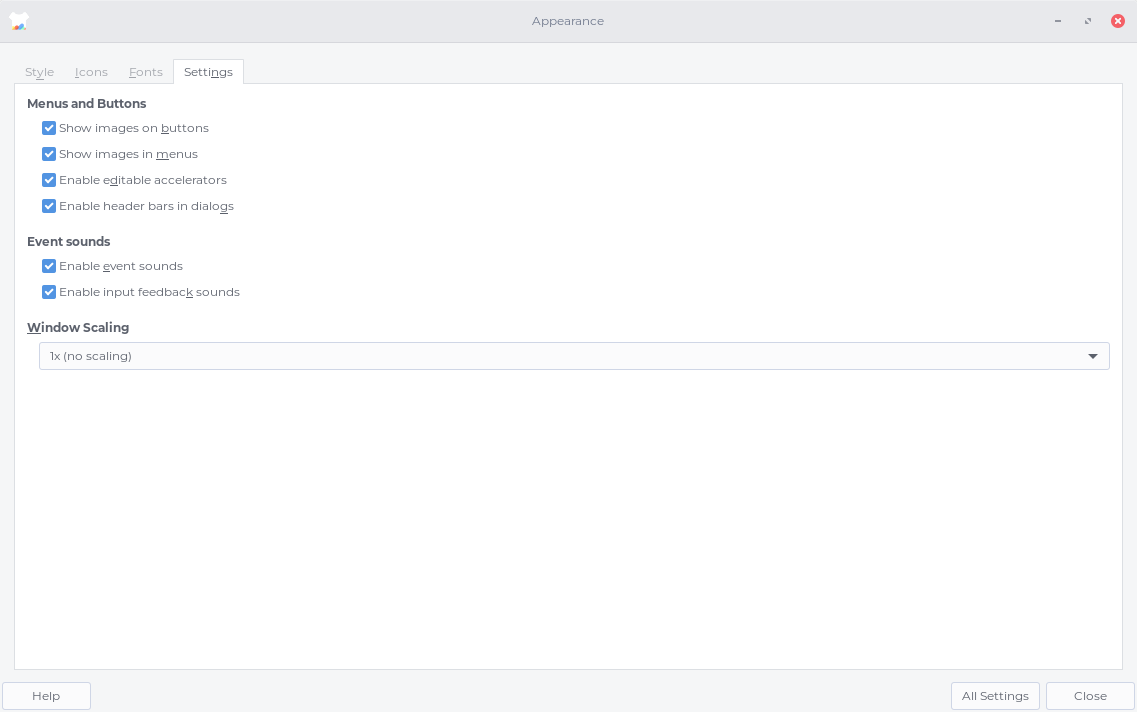 Appearance
Style Icons Fonts Settings
Menus and Buttons
Show images on buttons
Show images in menus
Enable editable accelerators
Enable header bars in dialogs
Event sounds
Enable event sounds
Enable input feedback sounds
Window Scaling
1x (no scaling)
Help All Settings Close